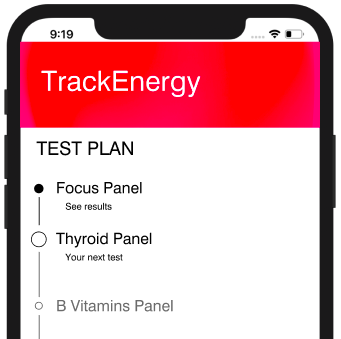 9:19
TrackEnergy
TEST PLAN
Focus Panel
See results
Thyroid Panel
Your next test
B Vitamins Panel